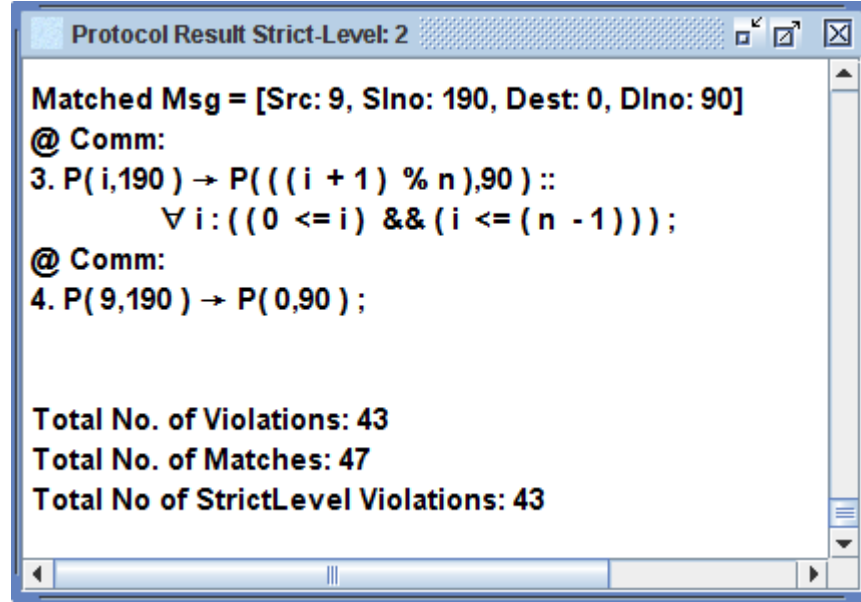 Protocol Result Strict-Level: 2
Matched Msg = [Src: 9, Slno: 190, Dest: 0, Dlno: 90]
@ Comm:
3. P( i,190 ) → P( ( ( i + 1 ) % n ),90 ) ::
∀ i : ( ( 0 <= i ) && ( i <= ( n - 1 ) ) ) ;
@ Comm:
4. P( 9,190 ) → P( 0,90 ) ;
Total No. of Violations: 43
Total No. of Matches: 47
Total No of StrictLevel Violations: 43